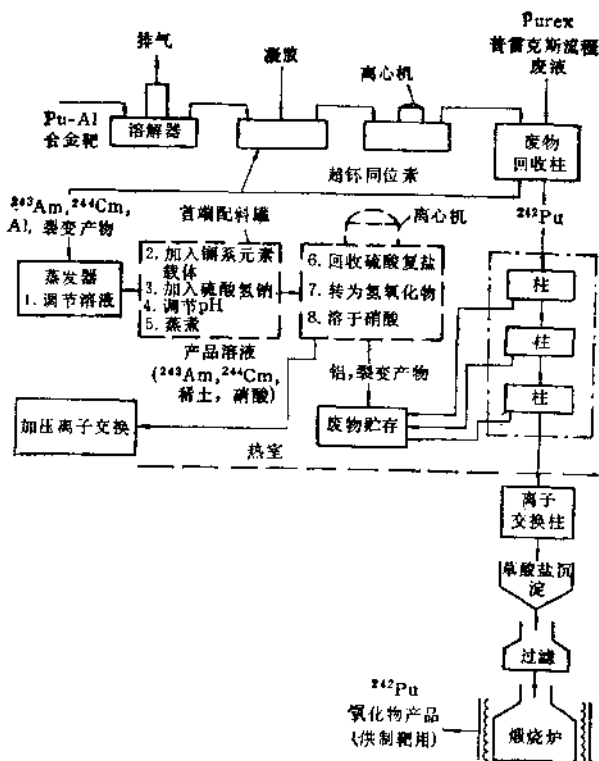 Purex
普雷克斯流程
废液
排气
凝胶
离心机
Pu-Al
合金靶
溶解器
废物
回收柱
超钚同位素
²⁴³Am, ²⁴⁴Cm,
Al, 裂变产物
首端配料罐
离心机
²⁴²Pu
蒸发器
1. 调节溶液
2. 加入镧系元素
载体
3. 加入硫酸氢钠
4. 调节pH
5. 蒸煮
6. 回收硫酸复盐
7. 转为氢氧化物
8. 溶于硝酸
柱
柱
柱
产品溶液
(²⁴³Am, ²⁴⁴Cm,
稀土, 硝酸)
铝, 裂变产物
加压离子交换
废物贮存
热室
离子
交换柱
草酸盐沉
淀
过滤
²⁴²Pu
氧化物产品
(供制靶用)
煅烧炉